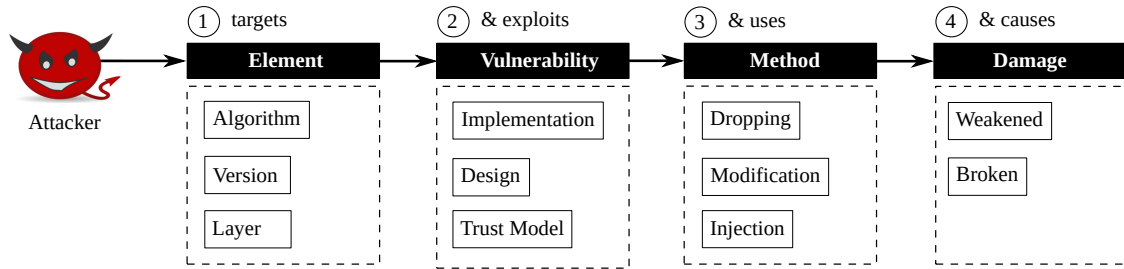 1 targets
2 & exploits
3 & uses
4 & causes
Element
Vulnerability
Method
Damage
Attacker
Algorithm
Version
Layer
Implementation
Design
Trust Model
Dropping
Modification
Injection
Weakened
Broken